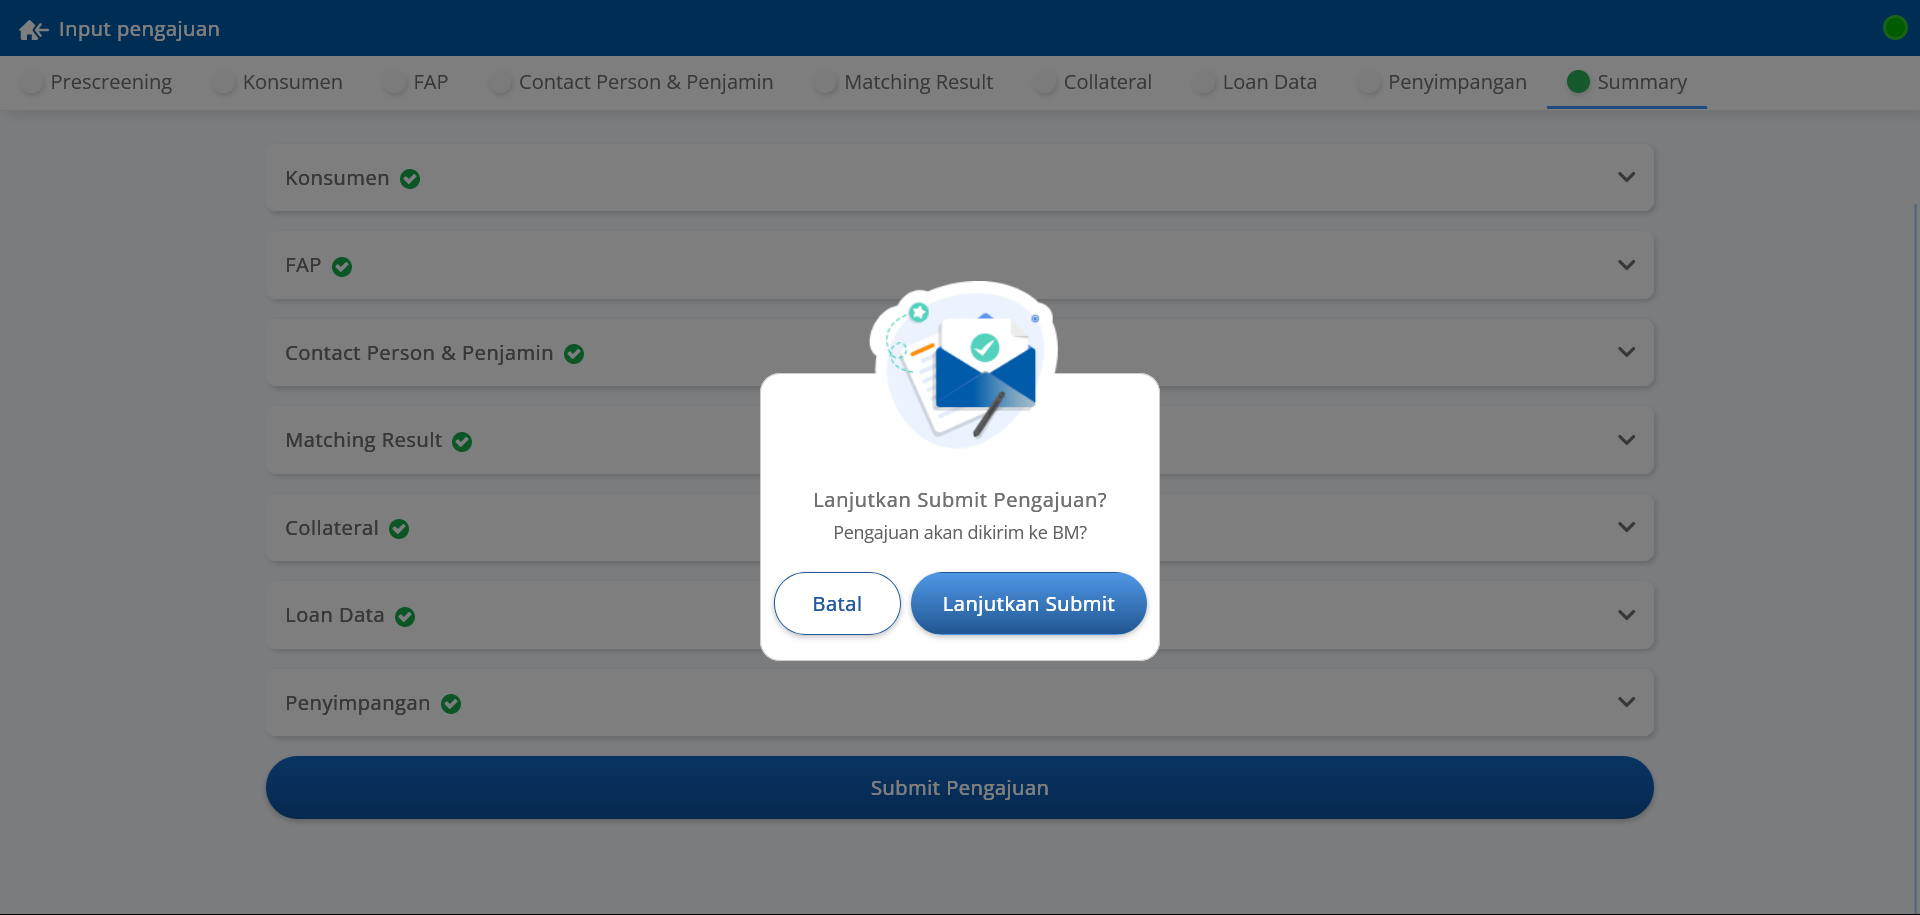 Input pengajuan
Prescreening Konsumen FAP Contact Person & Penjamin Matching Result Collateral Loan Data Penyimpangan Summary
Konsumen
FAP
Contact Person & Penjamin
Matching Result
Collateral
Loan Data
Penyimpangan
Submit Pengajuan
Lanjutkan Submit Pengajuan?
Pengajuan akan dikirim ke BM?
Batal Lanjutkan Submit